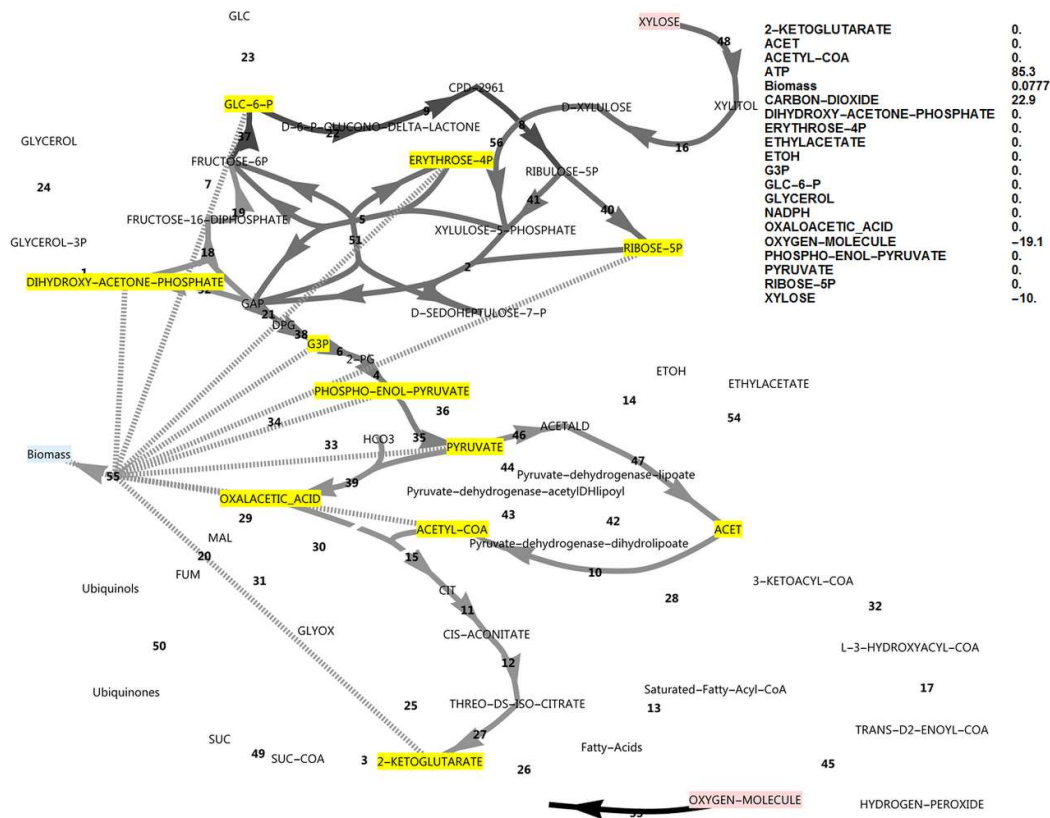 GLC
XYLOSE
48
2-KETOGLUTARATE 0.
ACET 0.
ACETYL-COA 0.
ATP 85.3
Biomass 0.0777
CARBON-DIOXIDE 22.9
DIHYDROXY-ACETONE-PHOSPHATE 0.
ERYTHROSE-4P 0.
ETHYLACETATE 0.
ETOH 0.
G3P 0.
GLC-6-P 0.
GLYCEROL 0.
NADPH 0.
OXALOACETIC_ACID 0.
OXYGEN-MOLECULE -19.1
PHOSPHO-ENOL-PYRUVATE 0.
PYRUVATE 0.
RIBOSE-5P 0.
XYLOSE -10.
23
CPD-2961
GLC-6-P
9
D-XYLULOSE
XYLITOL
D-6-P-GLUCONO-DELTA-LACTONE
22
8
37
56
16
GLYCEROL
FRUCTOSE-6P
ERYTHROSE-4P
RIBULOSE-5P
24
7
41
40
19
FRUCTOSE-16-DIPHOSPHATE
5
XYLULOSE-5-PHOSPHATE
GLYCEROL-3P
51
RIBOSE-5P
18
2
1
DIHYDROXY-ACETONE-PHOSPHATE
GAP
21
D-SEDOHEPTULOSE-7-P
DPG
38
G3P
6
2-PG
4
ETOH
ETHYLACETATE
PHOSPHO-ENOL-PYRUVATE
14
54
36
34
ACETALD
35
46
33
HCO3
PYRUVATE
Biomass
47
44
55
39
Pyruvate-dehydrogenase-lipoate
Pyruvate-dehydrogenase-acetylDHlipoyl
OXALACETIC_ACID
43
42
29
ACETYL-COA
ACET
MAL
30
Pyruvate-dehydrogenase-dihydrolipoate
20
15
10
FUM
31
3-KETOACYL-COA
Ubiquinols
CIT
28
32
11
GLYOX
CIS-ACONITATE
50
L-3-HYDROXYACYL-COA
12
Ubiquinones
Saturated-Fatty-Acyl-CoA
17
25
THREO-DS-ISO-CITRATE
13
TRANS-D2-ENOYL-COA
SUC
27
Fatty-Acids
49
SUC-COA
3
2-KETOGLUTARATE
26
45
OXYGEN-MOLECULE
HYDROGEN-PEROXIDE